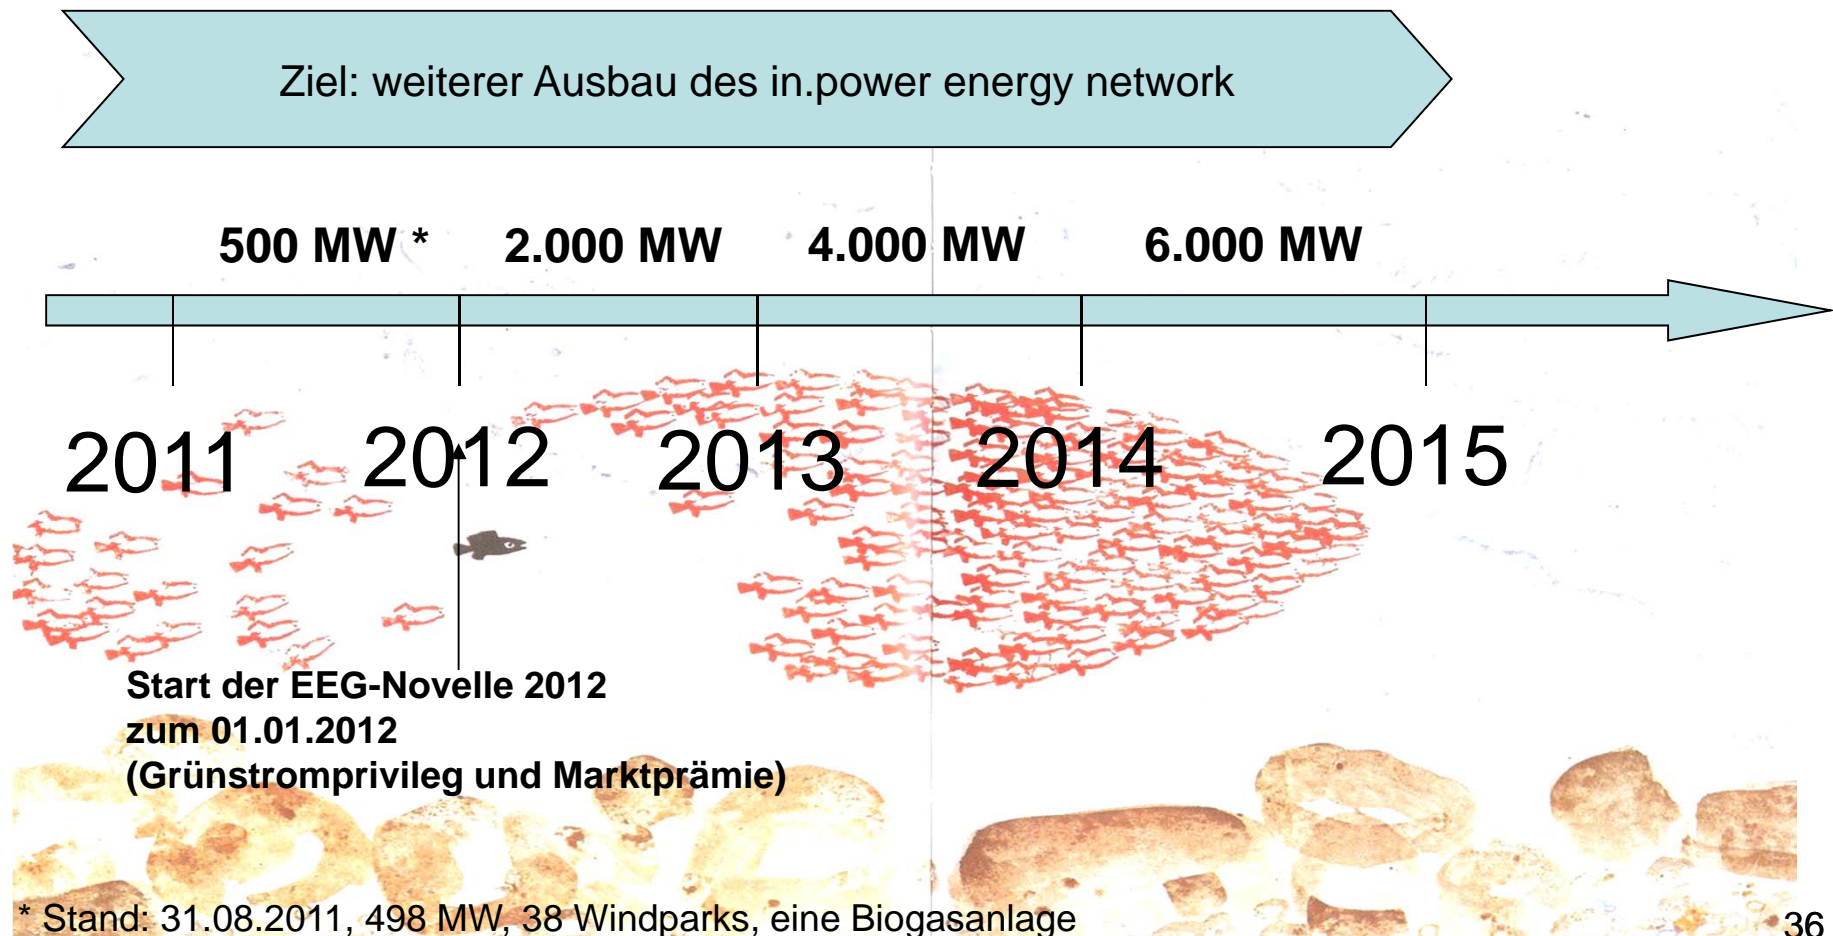 Ziel: weiterer Ausbau des in.power energy network
500 MW * 2.000 MW 4.000 MW 6.000 MW
2011 2012 2013 2014 2015
Start der EEG-Novelle 2012
zum 01.01.2012
(Grünstromprivileg und Marktprämie)
* Stand: 31.08.2011, 498 MW, 38 Windparks, eine Biogasanlage
36